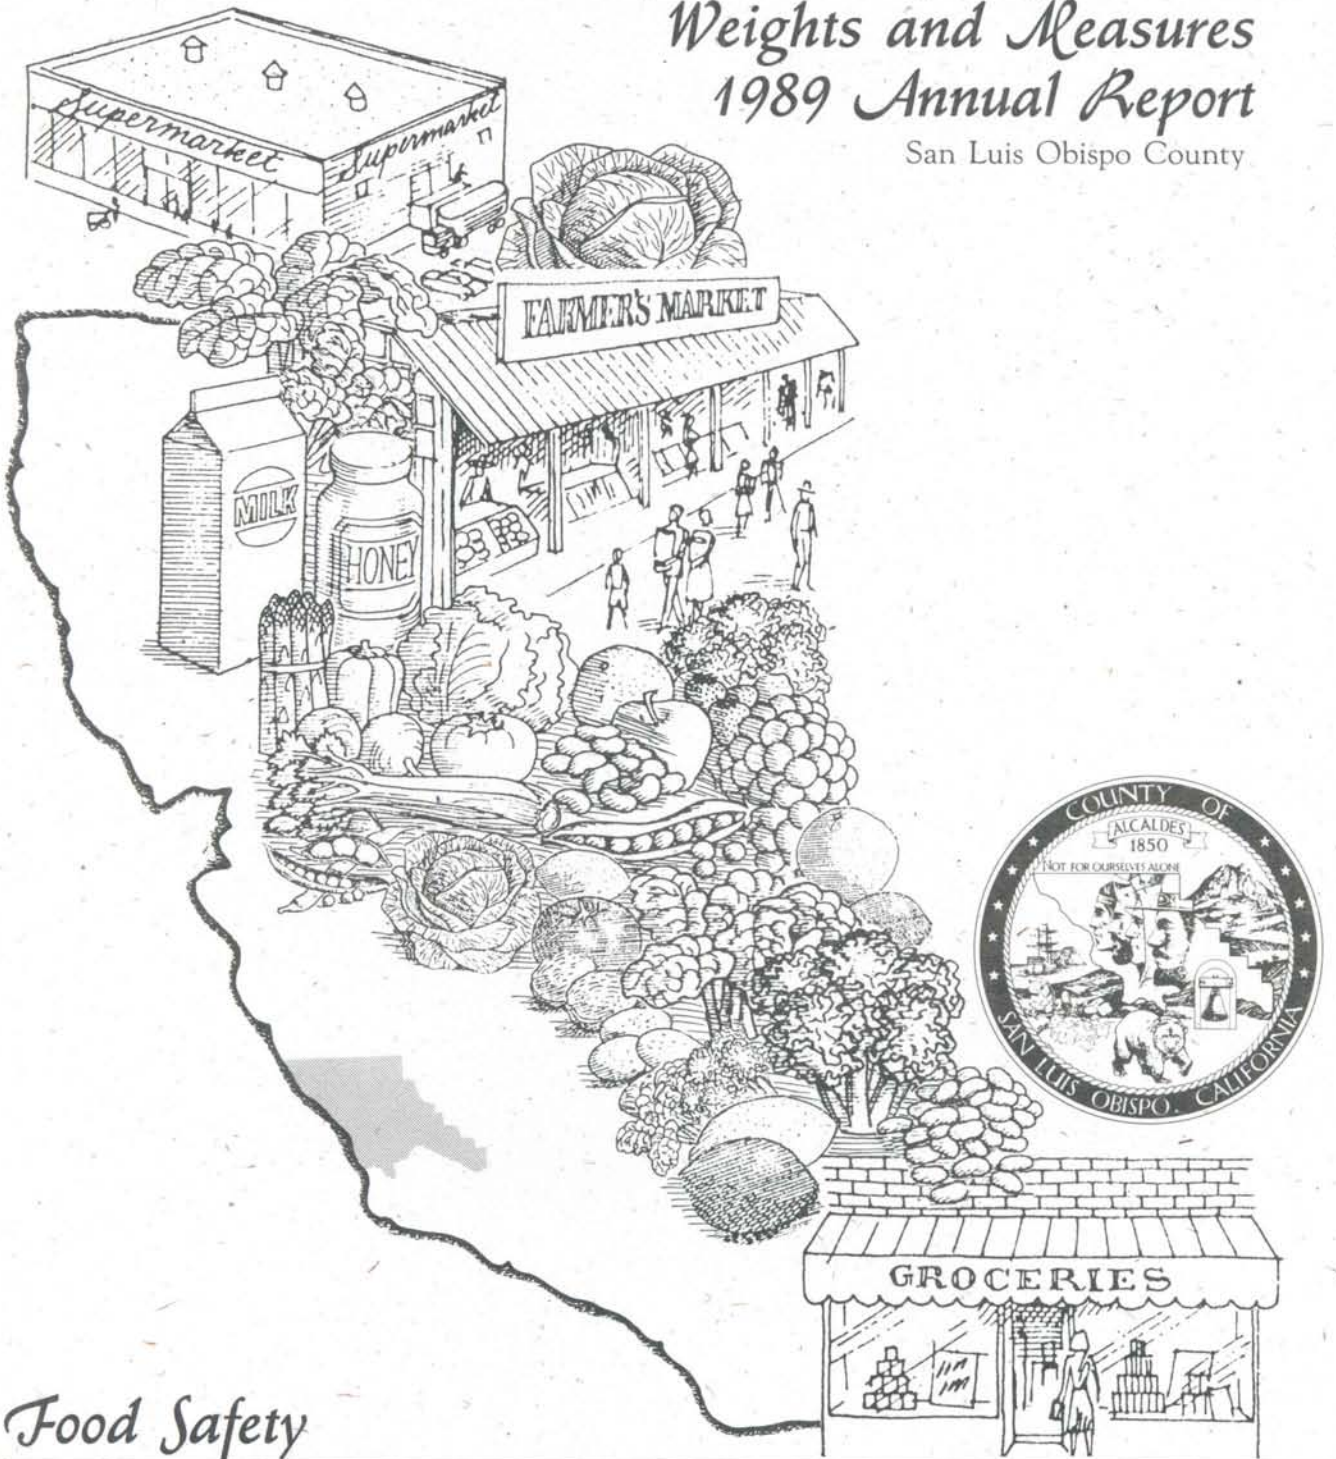 Weights and Measures
1989 Annual Report
San Luis Obispo County
Supermarket
Supermarket
FARMER'S MARKET
MILK
HONEY
COUNTY OF
ALCALDES
1850
NOT FOR OURSELVES ALONE
SAN LUIS OBISPO, CALIFORNIA
GROCERIES
Food Safety